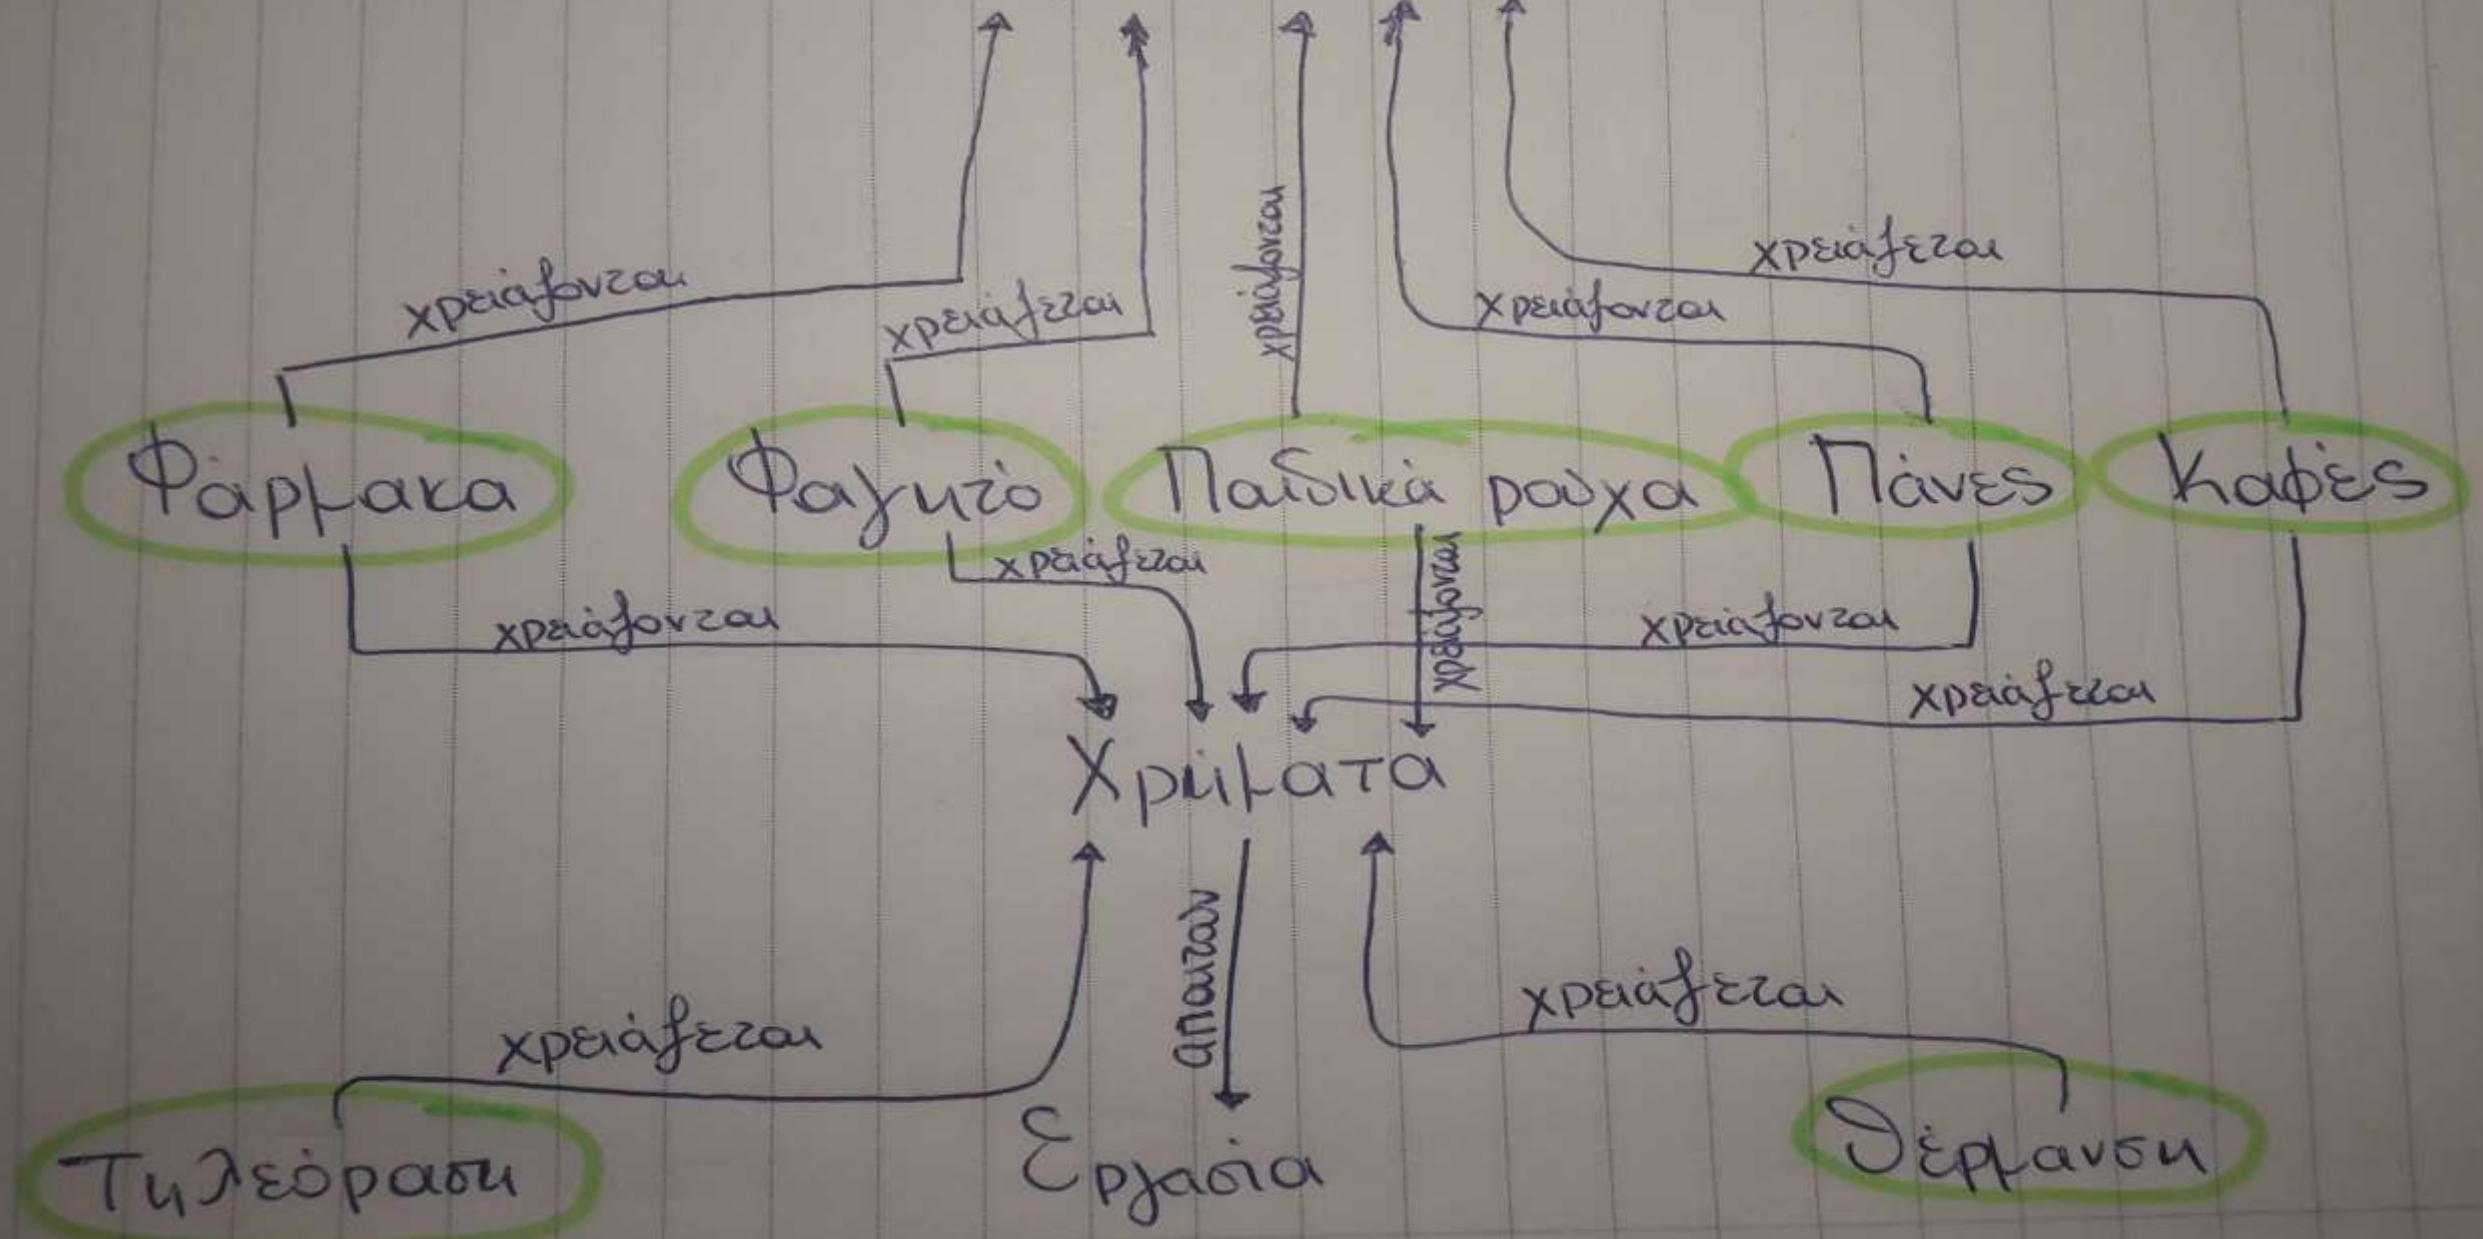 χρειάζεται
χρειάζονται
χρειάζεται
χρειάζονται
χρειάζονται
Φάρμακα Φαγητό Παιδικά ρούχα Πάνες Καφές
χρειάζεται
χρειάζονται
χρειάζονται
χρειάζονται
χρειάζεται
Χρήματα
απαιτούν
χρειάζεται
χρειάζεται
Τηλεόραση Εργασία Θέρμανση